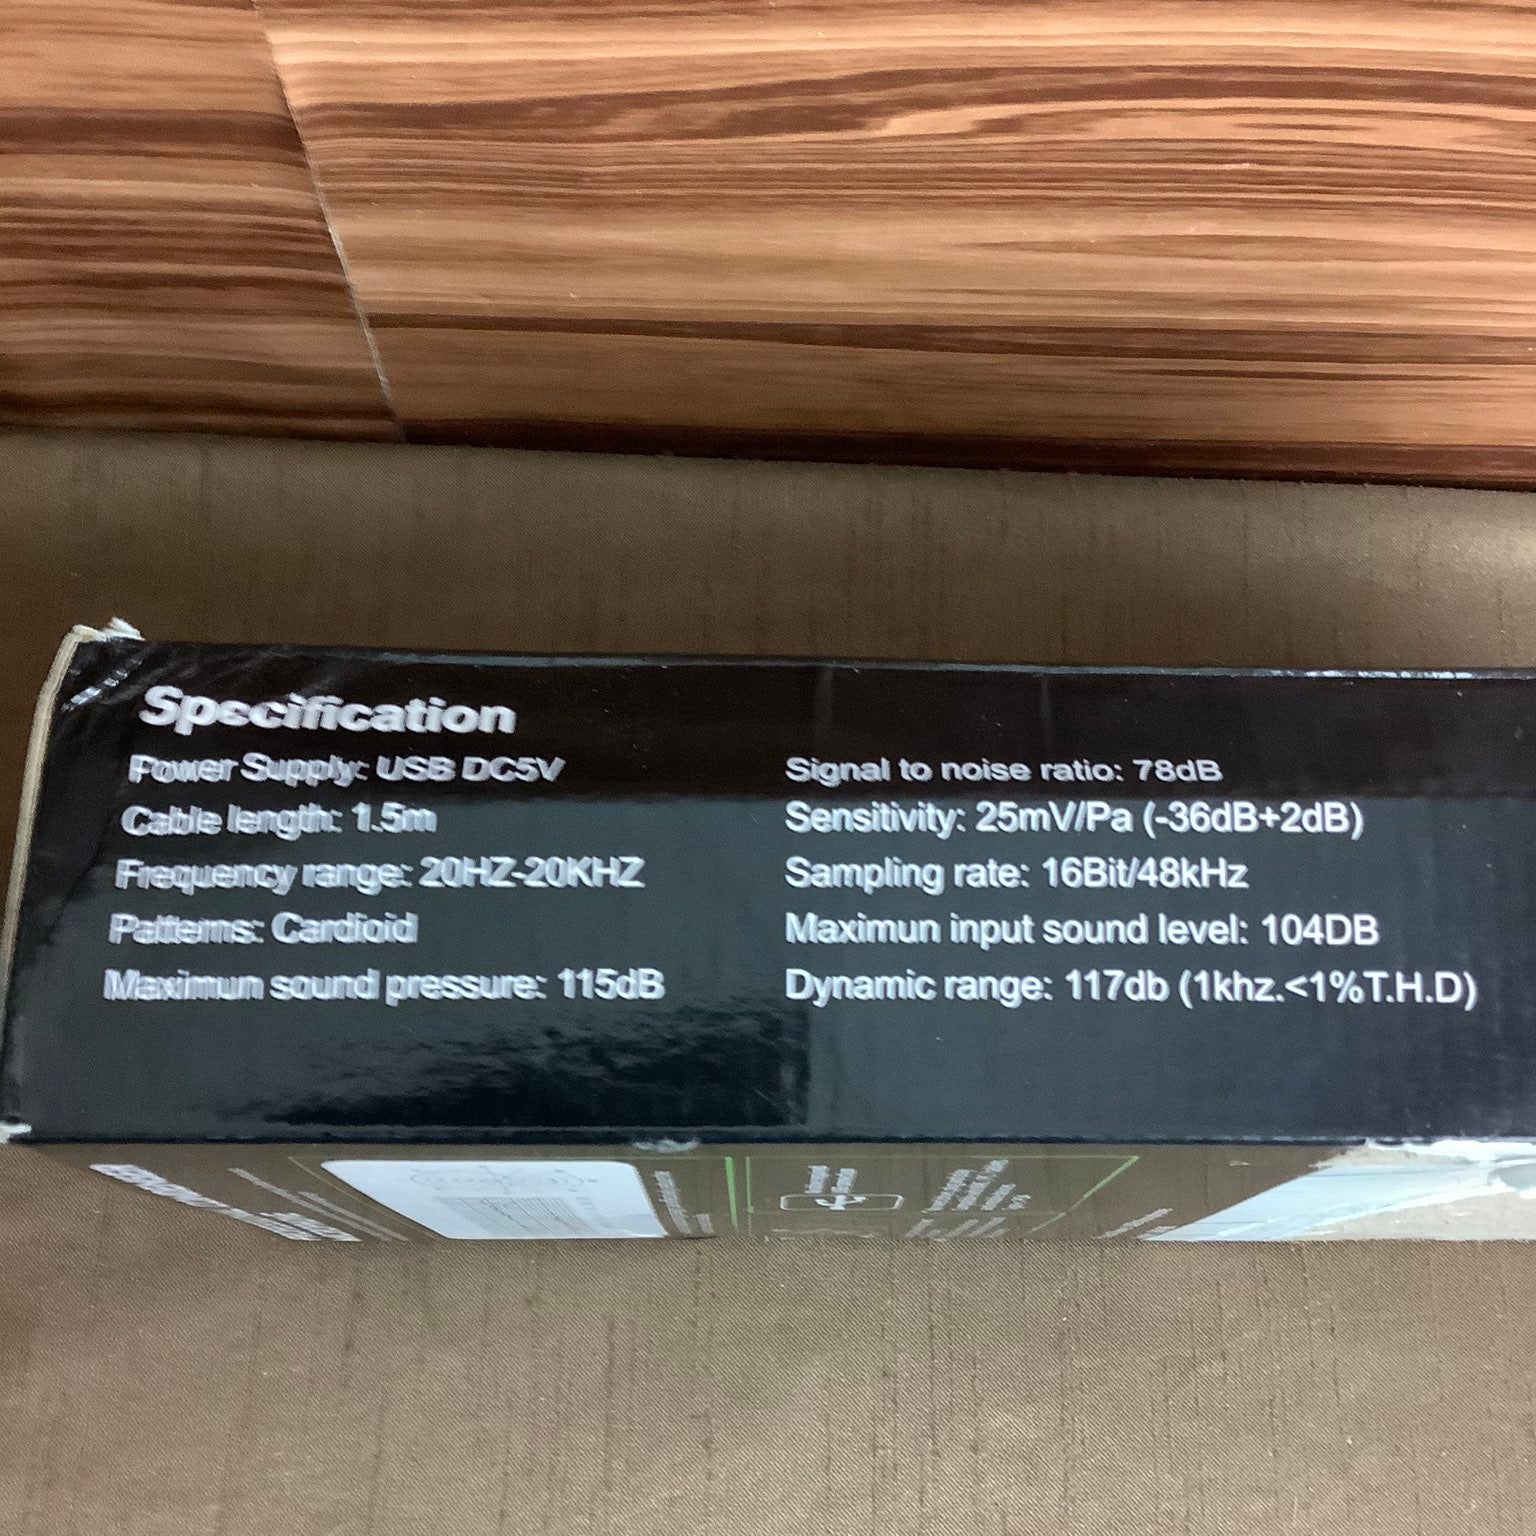 Specification
Power Supply: USB DC5V
Cable length: 1.5m
Frequency range: 20HZ-20KHZ
Patterns: Cardioid
Maximun sound pressure: 115dB
Signal to noise ratio: 78dB
Sensitivity: 25mV/Pa (-36dB+2dB)
Sampling rate: 16Bit/48kHz
Maximun input sound level: 104DB
Dynamic range: 117db (1khz.<1%T.H.D)